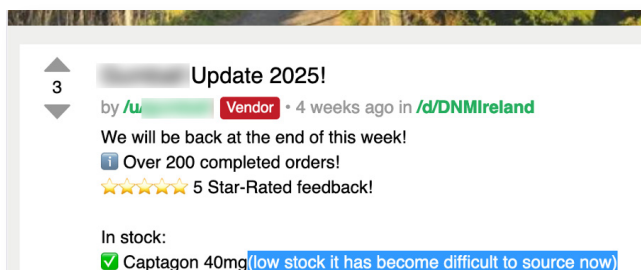 3
Update 2025!
by /u/ Vendor • 4 weeks ago in /d/DNMIreland
We will be back at the end of this week!
ℹ️ Over 200 completed orders!
⭐⭐⭐⭐⭐ 5 Star-Rated feedback!
In stock:
✅ Captagon 40mg(low stock it has become difficult to source now)